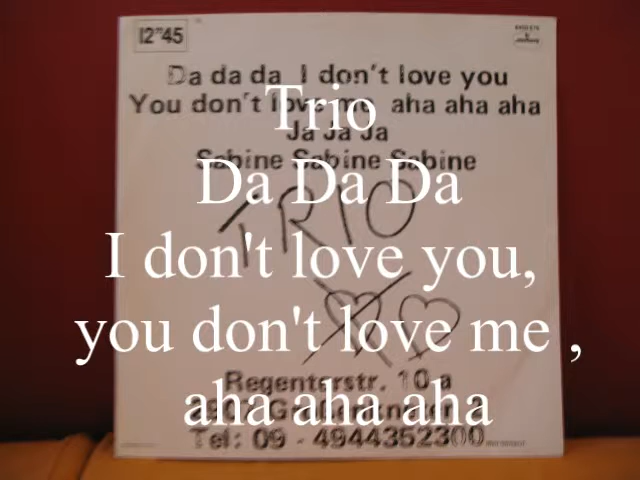 12"45
Da da da I don't love you
You don't love me aha aha aha
Ja Ja Ja
Sabine Sabine Sabine
TRIO
Regenterstr. 10 a
Tel: 09 - 4944352300
Trio
Da Da Da
I don't love you,
you don't love me ,
aha aha aha